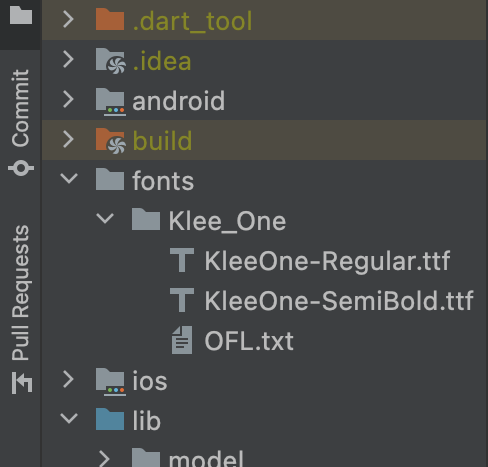 .dart_tool
.idea
android
build
fonts
Klee_One
KleeOne-Regular.ttf
KleeOne-SemiBold.ttf
OFL.txt
ios
lib
model
Commit
Pull Requests